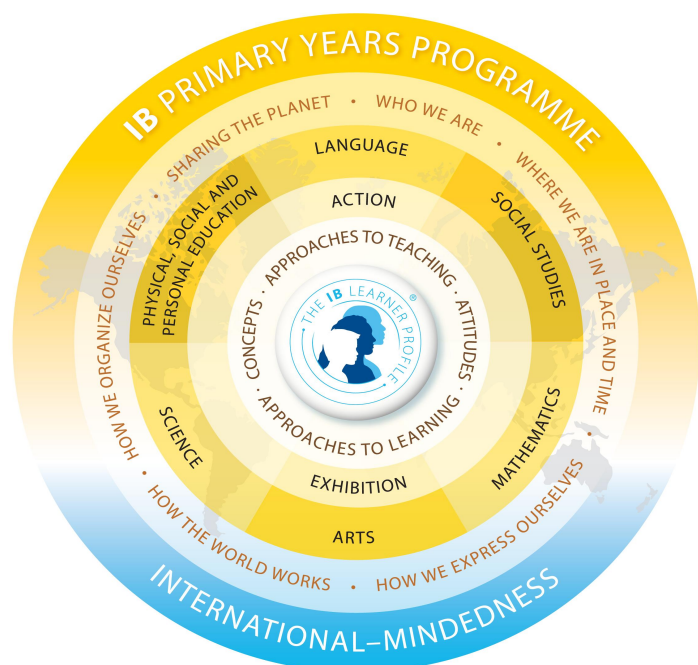 IB PRIMARY YEARS PROGRAMME
SHARING THE PLANET • WHO WE ARE • WHERE WE ARE IN PLACE AND TIME •
HOW WE EXPRESS OURSELVES • HOW THE WORLD WORKS • HOW WE ORGANIZE OURSELVES •
LANGUAGE
SOCIAL STUDIES
MATHEMATICS
ARTS
SCIENCE
PHYSICAL, SOCIAL AND
PERSONAL EDUCATION
ACTION
EXHIBITION
CONCEPTS · APPROACHES TO TEACHING · ATTITUDES ·
APPROACHES TO LEARNING ·
THE IB LEARNER PROFILE
®
INTERNATIONAL–MINDEDNESS